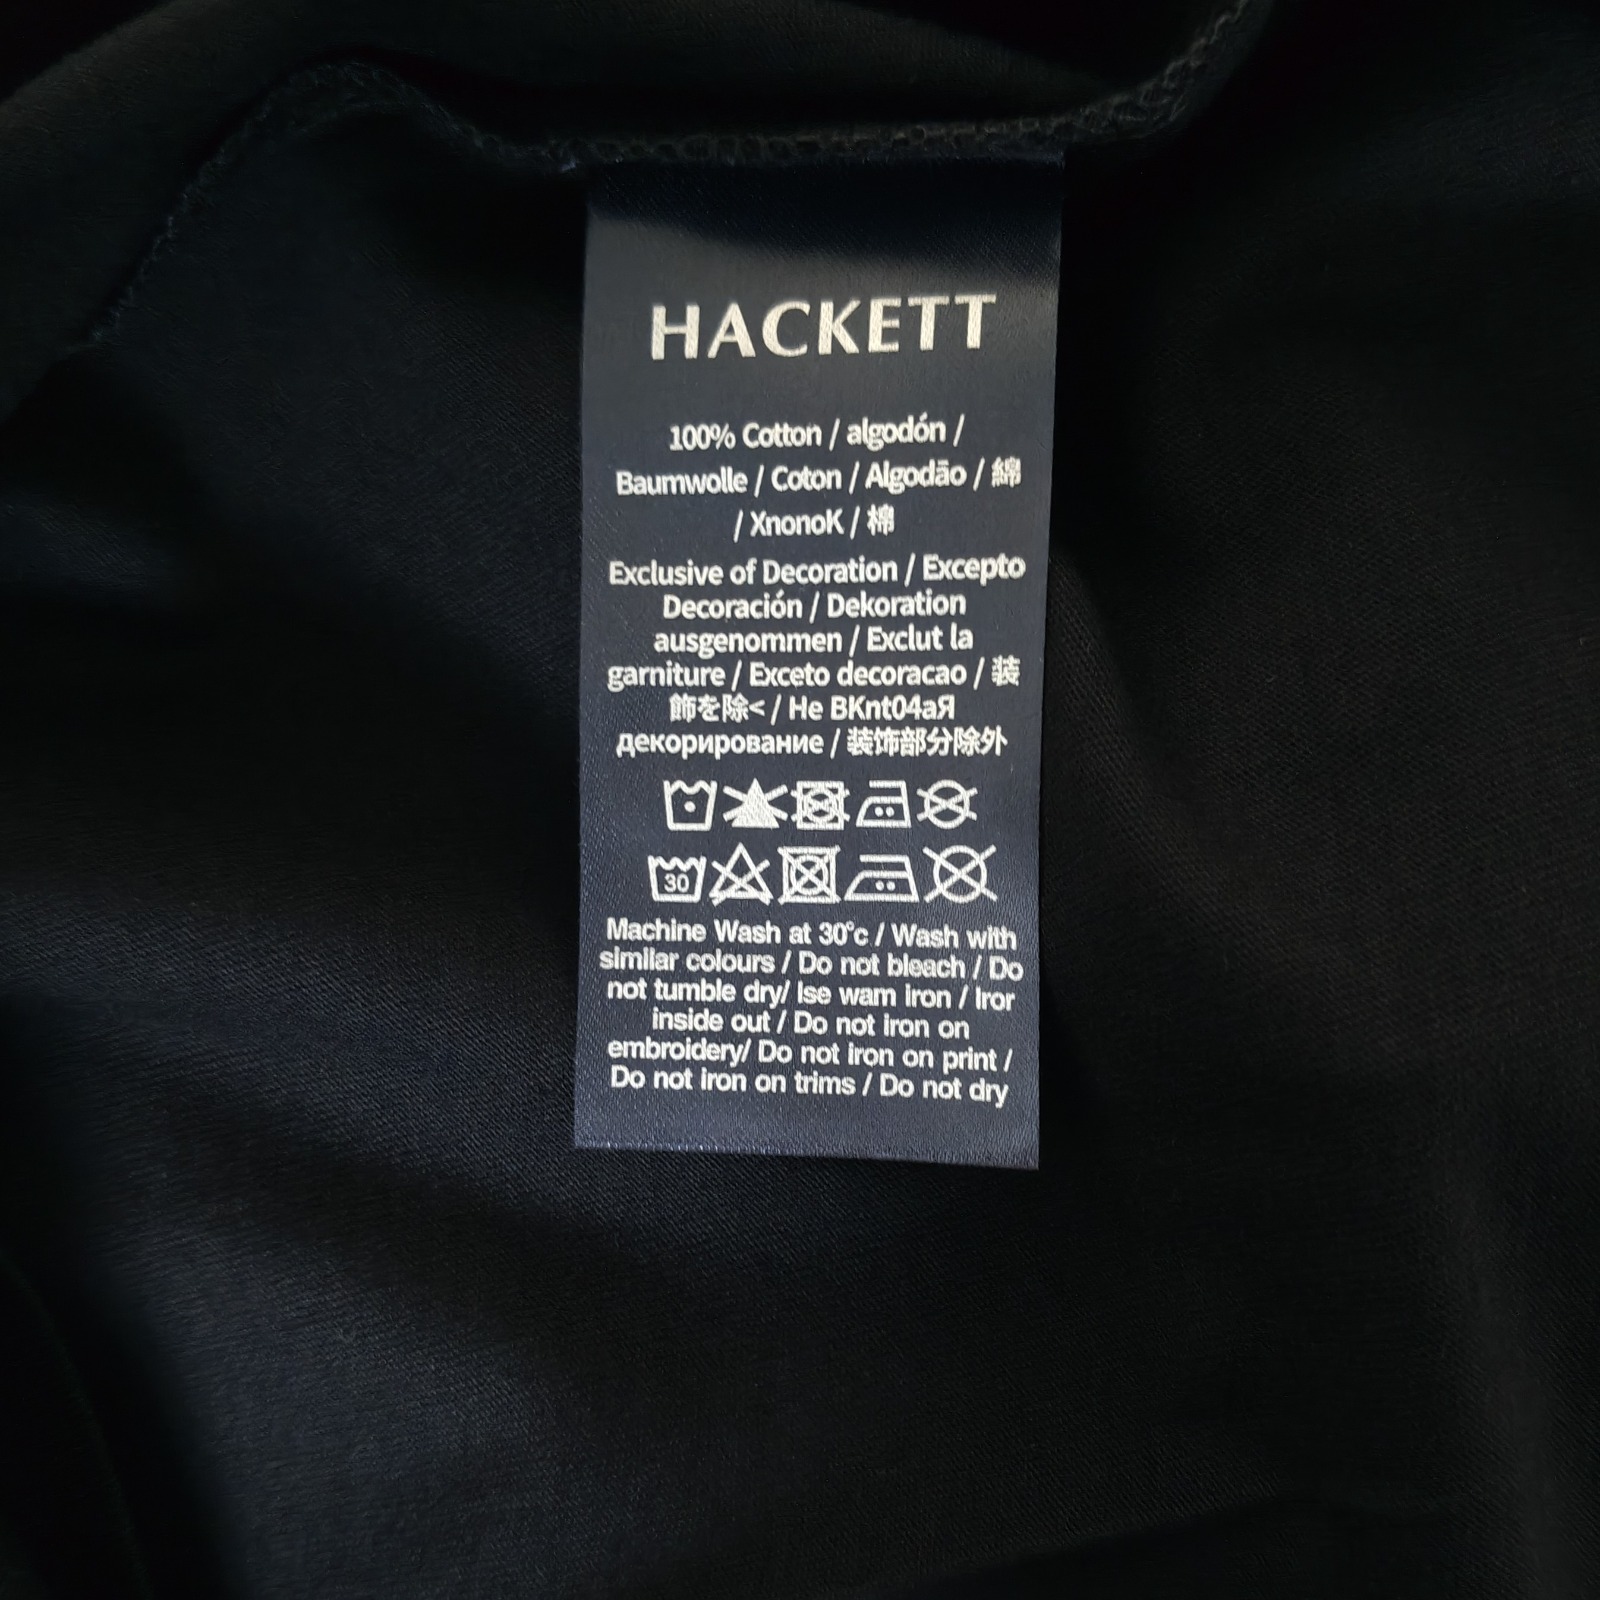 HACKETT
100% Cotton / algodón /
Baumwolle / Coton / Algodão / 綿
/ XnonoK / 棉
Exclusive of Decoration / Excepto
Decoración / Dekoration
ausgenommen / Exclut la
garniture / Exceto decoracao / 装
飾を除< / He BKnt04aЯ
декорирование / 装饰部分除外
30
Machine Wash at 30°c / Wash with
similar colours / Do not bleach / Do
not tumble dry/ Ise wam iron / Iror
inside out / Do not iron on
embroidery/ Do not iron on print /
Do not iron on trims / Do not dry